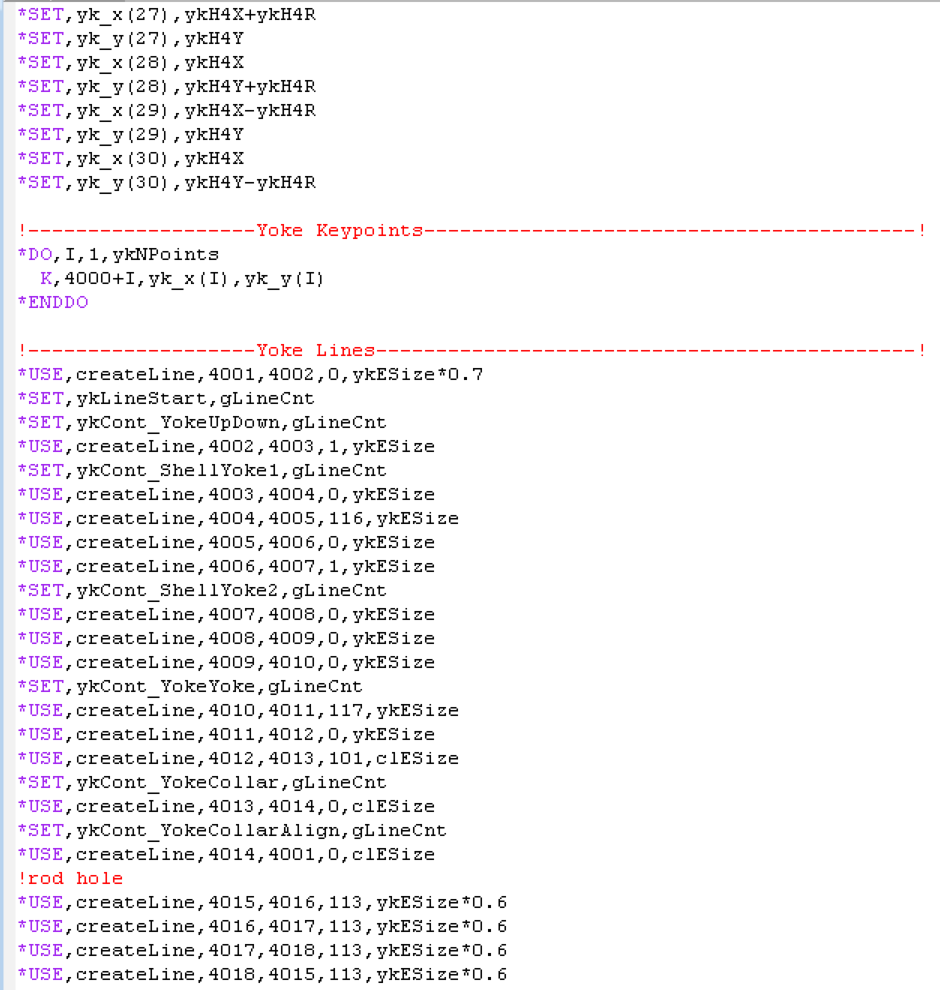 *SET,yk_x(27),ykH4X+ykH4R
*SET,yk_y(27),ykH4Y
*SET,yk_x(28),ykH4X
*SET,yk_y(28),ykH4Y+ykH4R
*SET,yk_x(29),ykH4X-ykH4R
*SET,yk_y(29),ykH4Y
*SET,yk_x(30),ykH4X
*SET,yk_y(30),ykH4Y-ykH4R
!-------------------Yoke Keypoints-----------------------------------------!
*DO,I,1,ykNPoints
K,4000+I,yk_x(I),yk_y(I)
*ENDDO
!-------------------Yoke Lines---------------------------------------------!
*USE,createLine,4001,4002,0,ykESize*0.7
*SET,ykLineStart,gLineCnt
*SET,ykCont_YokeUpDown,gLineCnt
*USE,createLine,4002,4003,1,ykESize
*SET,ykCont_ShellYoke1,gLineCnt
*USE,createLine,4003,4004,0,ykESize
*USE,createLine,4004,4005,116,ykESize
*USE,createLine,4005,4006,0,ykESize
*USE,createLine,4006,4007,1,ykESize
*SET,ykCont_ShellYoke2,gLineCnt
*USE,createLine,4007,4008,0,ykESize
*USE,createLine,4008,4009,0,ykESize
*USE,createLine,4009,4010,0,ykESize
*SET,ykCont_YokeYoke,gLineCnt
*USE,createLine,4010,4011,117,ykESize
*USE,createLine,4011,4012,0,ykESize
*USE,createLine,4012,4013,101,clESize
*SET,ykCont_YokeCollar,gLineCnt
*USE,createLine,4013,4014,0,clESize
*SET,ykCont_YokeCollarAlign,gLineCnt
*USE,createLine,4014,4001,0,clESize
!rod hole
*USE,createLine,4015,4016,113,ykESize*0.6
*USE,createLine,4016,4017,113,ykESize*0.6
*USE,createLine,4017,4018,113,ykESize*0.6
*USE,createLine,4018,4015,113,ykESize*0.6